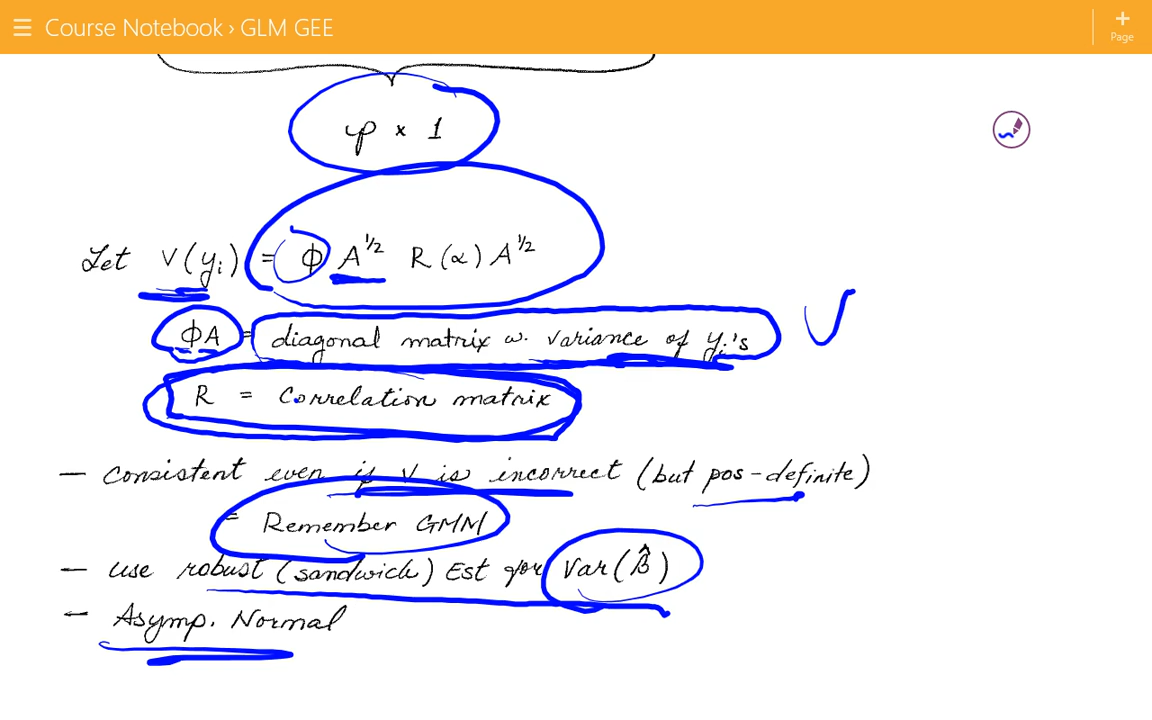 ☰ Course Notebook › GLM GEE
+
Page
φ × 1
Let V(yᵢ) = ϕ A^1/2 R(α) A^1/2
ϕA = diagonal matrix w. variance of yᵢ's
R = Correlation matrix
— Consistent even if V is incorrect (but pos-definite)
= Remember GMM
— use robust (sandwich) Est for Var(β̂)
— Asymp. Normal